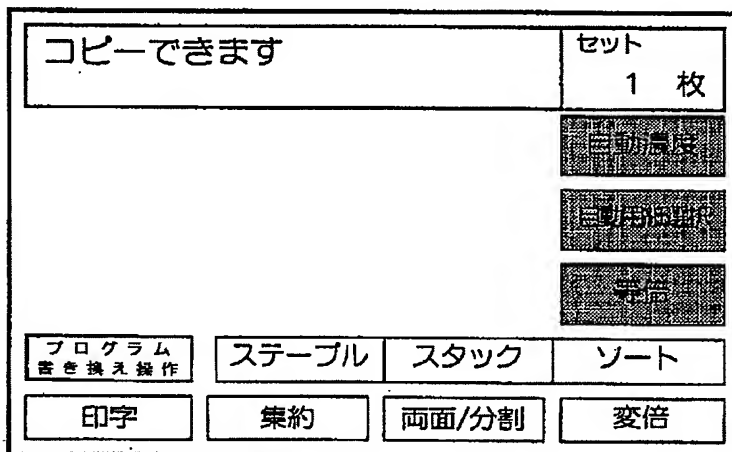 コピーできます
セット
1 枚
自動濃度
自動用紙選択
等倍
プログラム
書き換え操作
ステープル
スタック
ソート
印字
集約
両面/分割
変倍